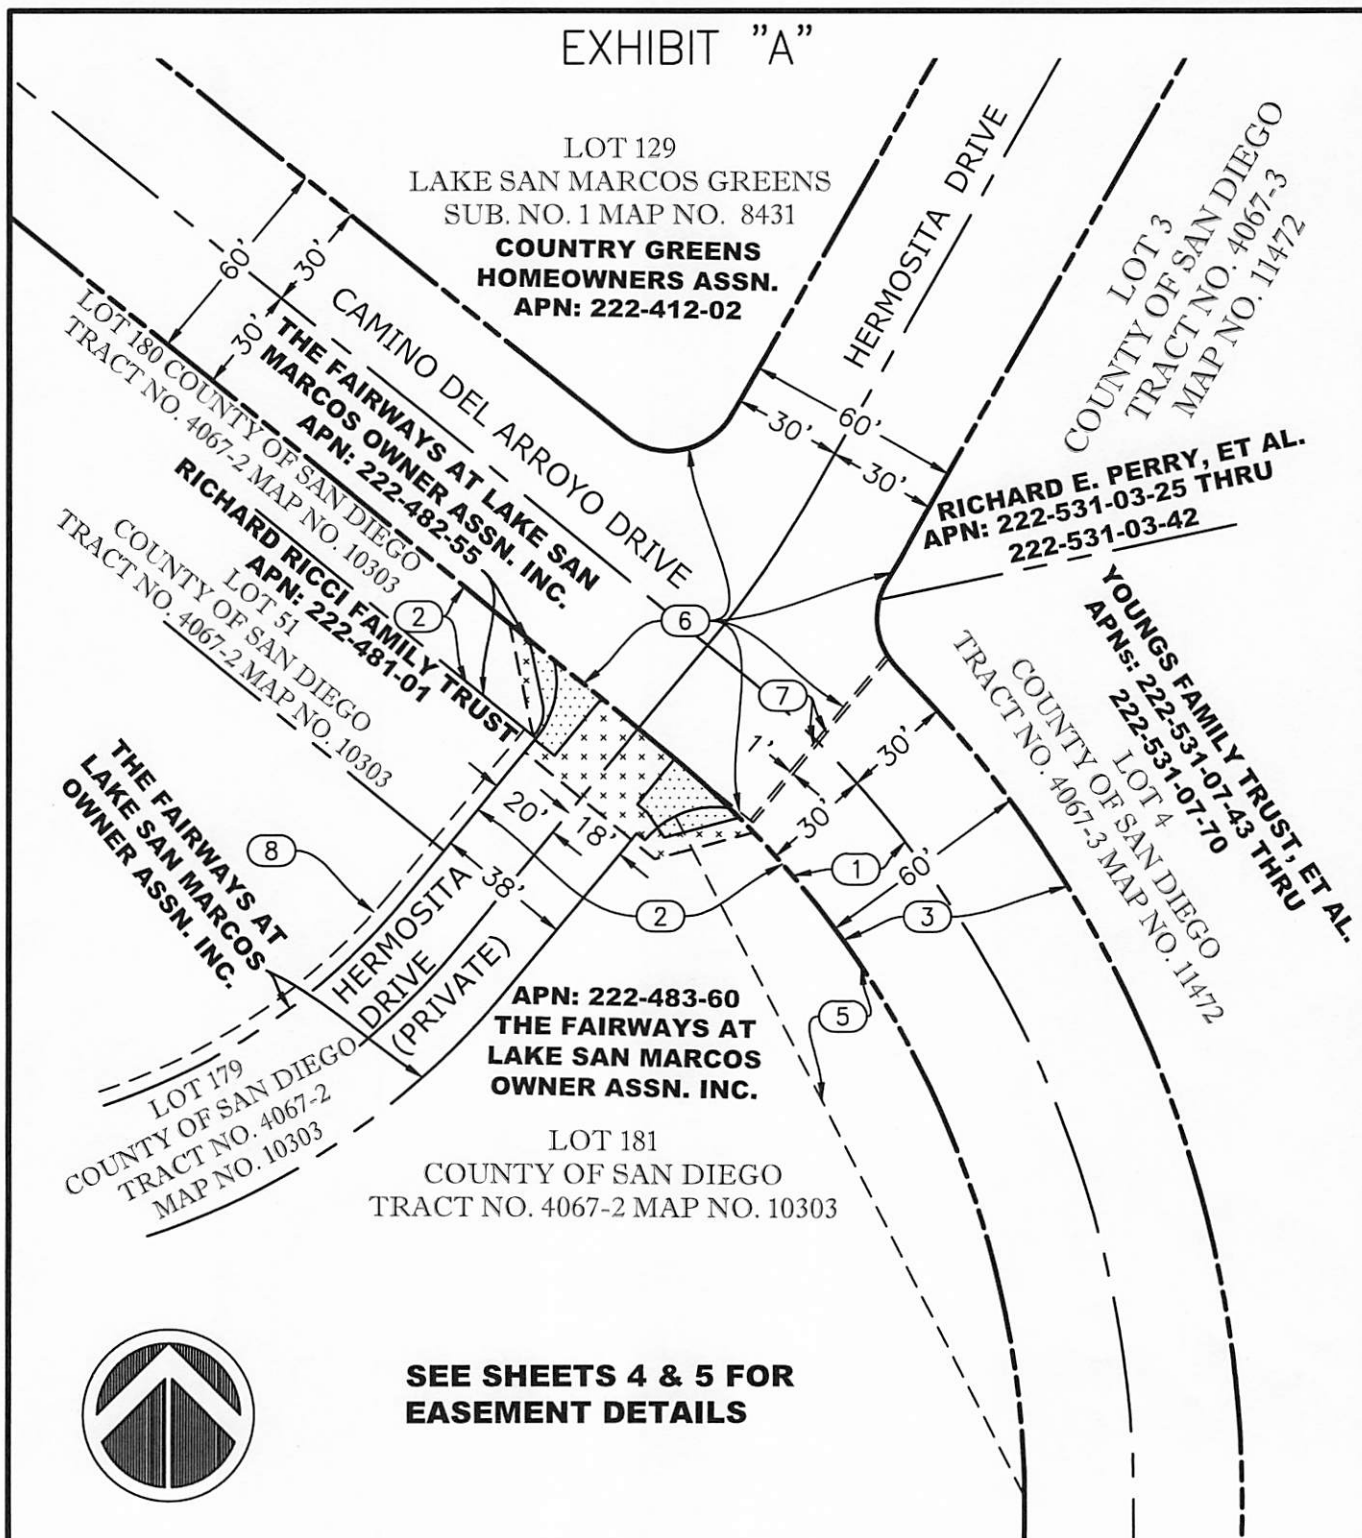 EXHIBIT "A"
LOT 129
LAKE SAN MARCOS GREENS
SUB. NO. 1 MAP NO. 8431
COUNTRY GREENS
HOMEOWNERS ASSN.
APN: 222-412-02
HERMOSITA DRIVE
LOT 3
COUNTY OF SAN DIEGO
TRACT NO. 4067-3
MAP NO. 11472
60'
30'
30'
CAMINO DEL ARROYO DRIVE
60'
30'
30'
RICHARD E. PERRY, ET AL.
APN: 222-531-03-25 THRU
222-531-03-42
LOT 180 COUNTY OF SAN DIEGO
TRACT NO. 4067-2 MAP NO. 10303
THE FAIRWAYS AT LAKE SAN
MARCOS OWNER ASSN. INC.
APN: 222-482-55
RICHARD RICCI FAMILY TRUST
APN: 222-481-01
LOT 51
COUNTY OF SAN DIEGO
TRACT NO. 4067-2 MAP NO. 10303
2
6
7
YOUNGS FAMILY TRUST, ET AL.
APNs: 222-531-07-43 THRU
222-531-07-70
LOT 4
COUNTY OF SAN DIEGO
TRACT NO. 4067-3 MAP NO. 11472
1'
30'
30'
60'
THE FAIRWAYS AT
LAKE SAN MARCOS
OWNER ASSN. INC.
8
20'
18'
38'
2
1
3
5
HERMOSITA
DRIVE
(PRIVATE)
APN: 222-483-60
THE FAIRWAYS AT
LAKE SAN MARCOS
OWNER ASSN. INC.
LOT 179
COUNTY OF SAN DIEGO
TRACT NO. 4067-2
MAP NO. 10303
LOT 181
COUNTY OF SAN DIEGO
TRACT NO. 4067-2 MAP NO. 10303
SEE SHEETS 4 & 5 FOR
EASEMENT DETAILS